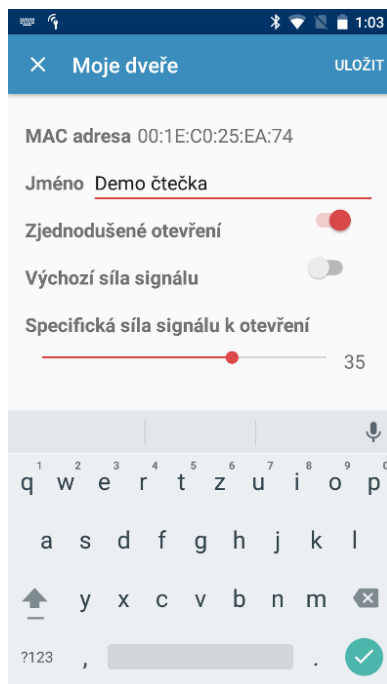 1:03
Moje dveře ULOŽIT
MAC adresa 00:1E:C0:25:EA:74
Jméno Demo čtečka
Zjednodušené otevření
Výchozí síla signálu
Specifická síla signálu k otevření
35
1 2 3 4 5 6 7 8 9 0
q w e r t z u i o p
a s d f g h j k l
y x c v b n m
?123 , .